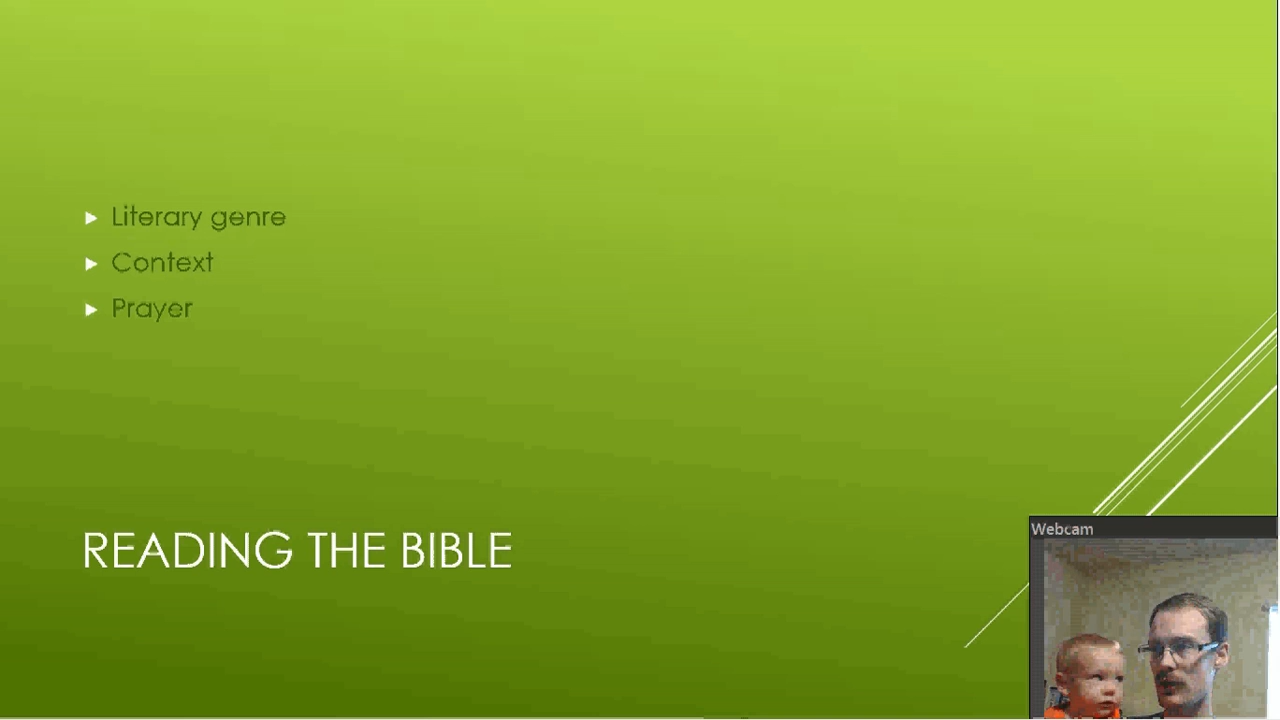 Literary genre
Context
Prayer
READING THE BIBLE
Webcam